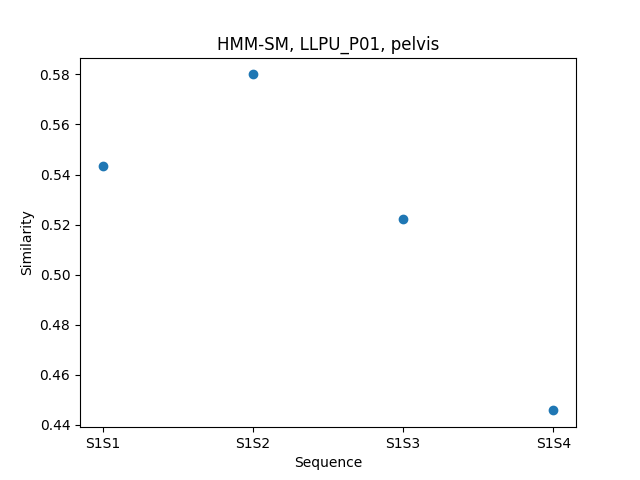 HMM-SM, LLPU_P01, pelvis
0.58
0.56
0.54
0.52
0.50
0.48
0.46
0.44
Similarity
S1S1 S1S2 S1S3 S1S4
Sequence